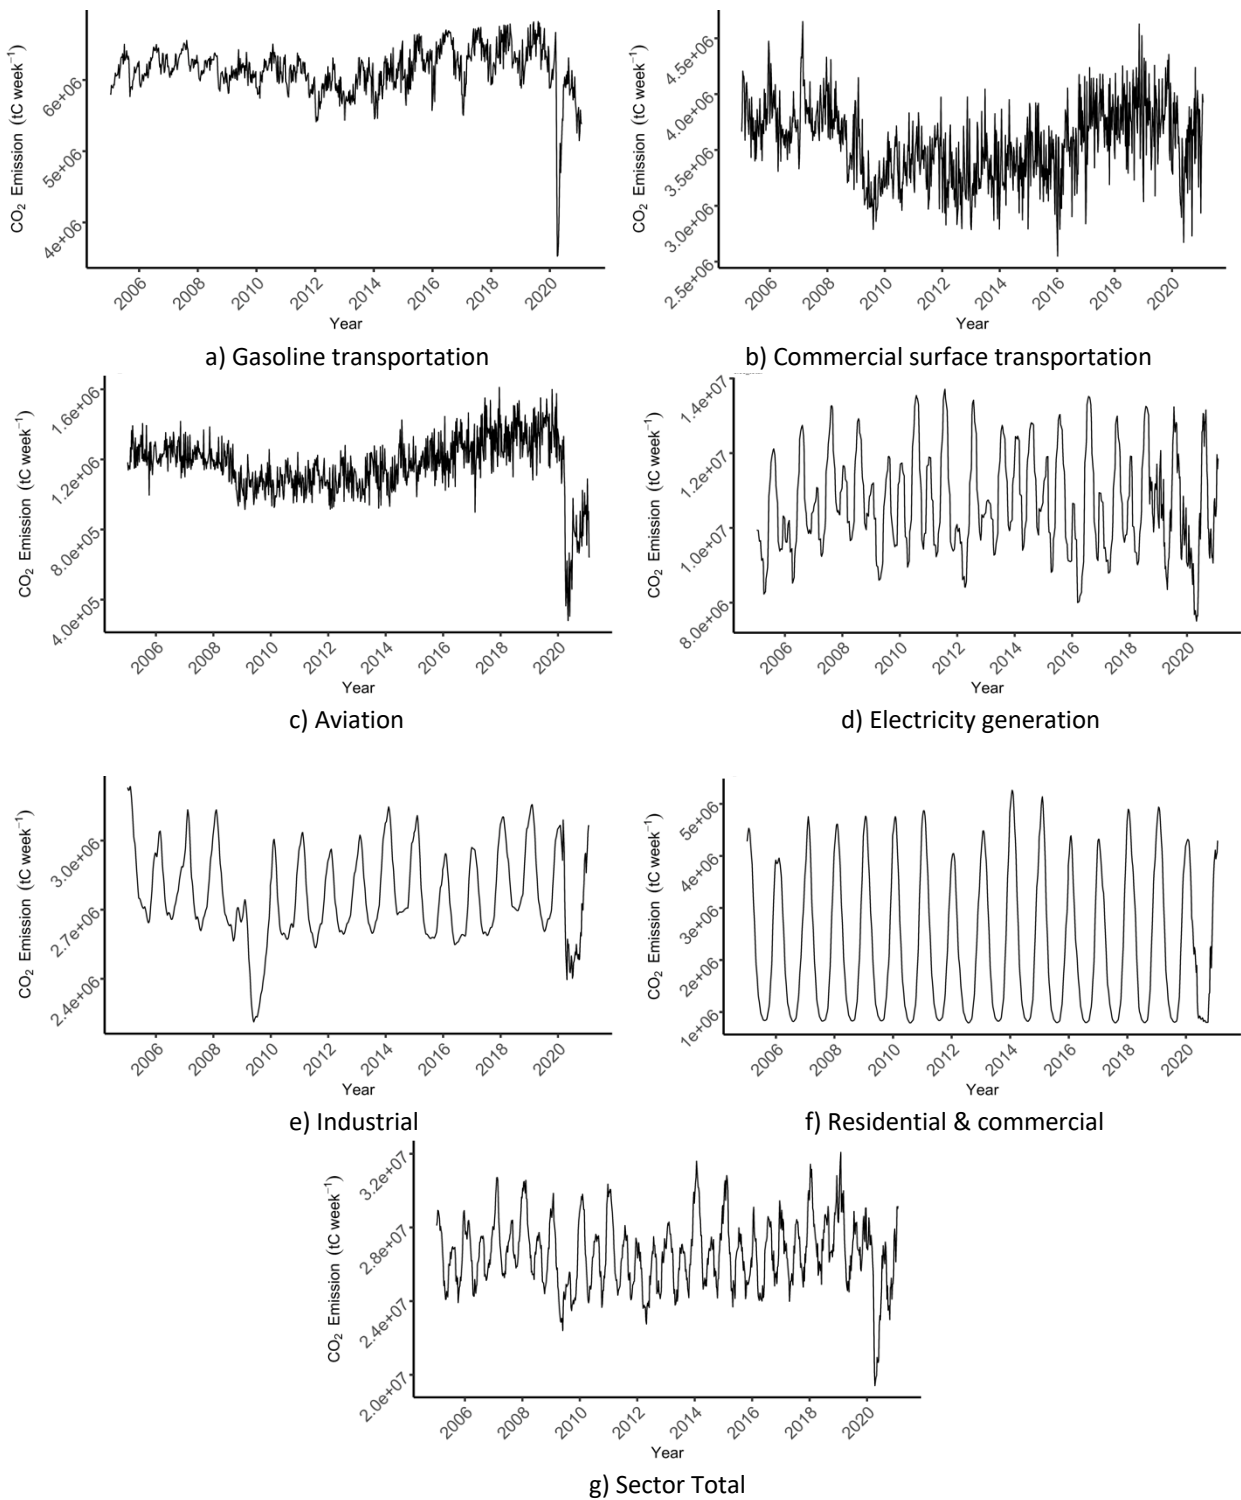 CO2 Emission (tC week−1)
6e+06
5e+06
4e+06
2006 2008 2010 2012 2014 2016 2018 2020
Year
a) Gasoline transportation
CO2 Emission (tC week−1)
4.5e+06
4.0e+06
3.5e+06
3.0e+06
2.5e+06
2006 2008 2010 2012 2014 2016 2018 2020
Year
b) Commercial surface transportation
CO2 Emission (tC week−1)
1.6e+06
1.2e+06
8.0e+05
4.0e+05
2006 2008 2010 2012 2014 2016 2018 2020
Year
c) Aviation
CO2 Emission (tC week−1)
1.4e+07
1.2e+07
1.0e+07
8.0e+06
2006 2008 2010 2012 2014 2016 2018 2020
Year
d) Electricity generation
CO2 Emission (tC week−1)
3.0e+06
2.7e+06
2.4e+06
2006 2008 2010 2012 2014 2016 2018 2020
Year
e) Industrial
CO2 Emission (tC week−1)
5e+06
4e+06
3e+06
2e+06
1e+06
2006 2008 2010 2012 2014 2016 2018 2020
Year
f) Residential & commercial
CO2 Emission (tC week−1)
3.2e+07
2.8e+07
2.4e+07
2.0e+07
2006 2008 2010 2012 2014 2016 2018 2020
Year
g) Sector Total